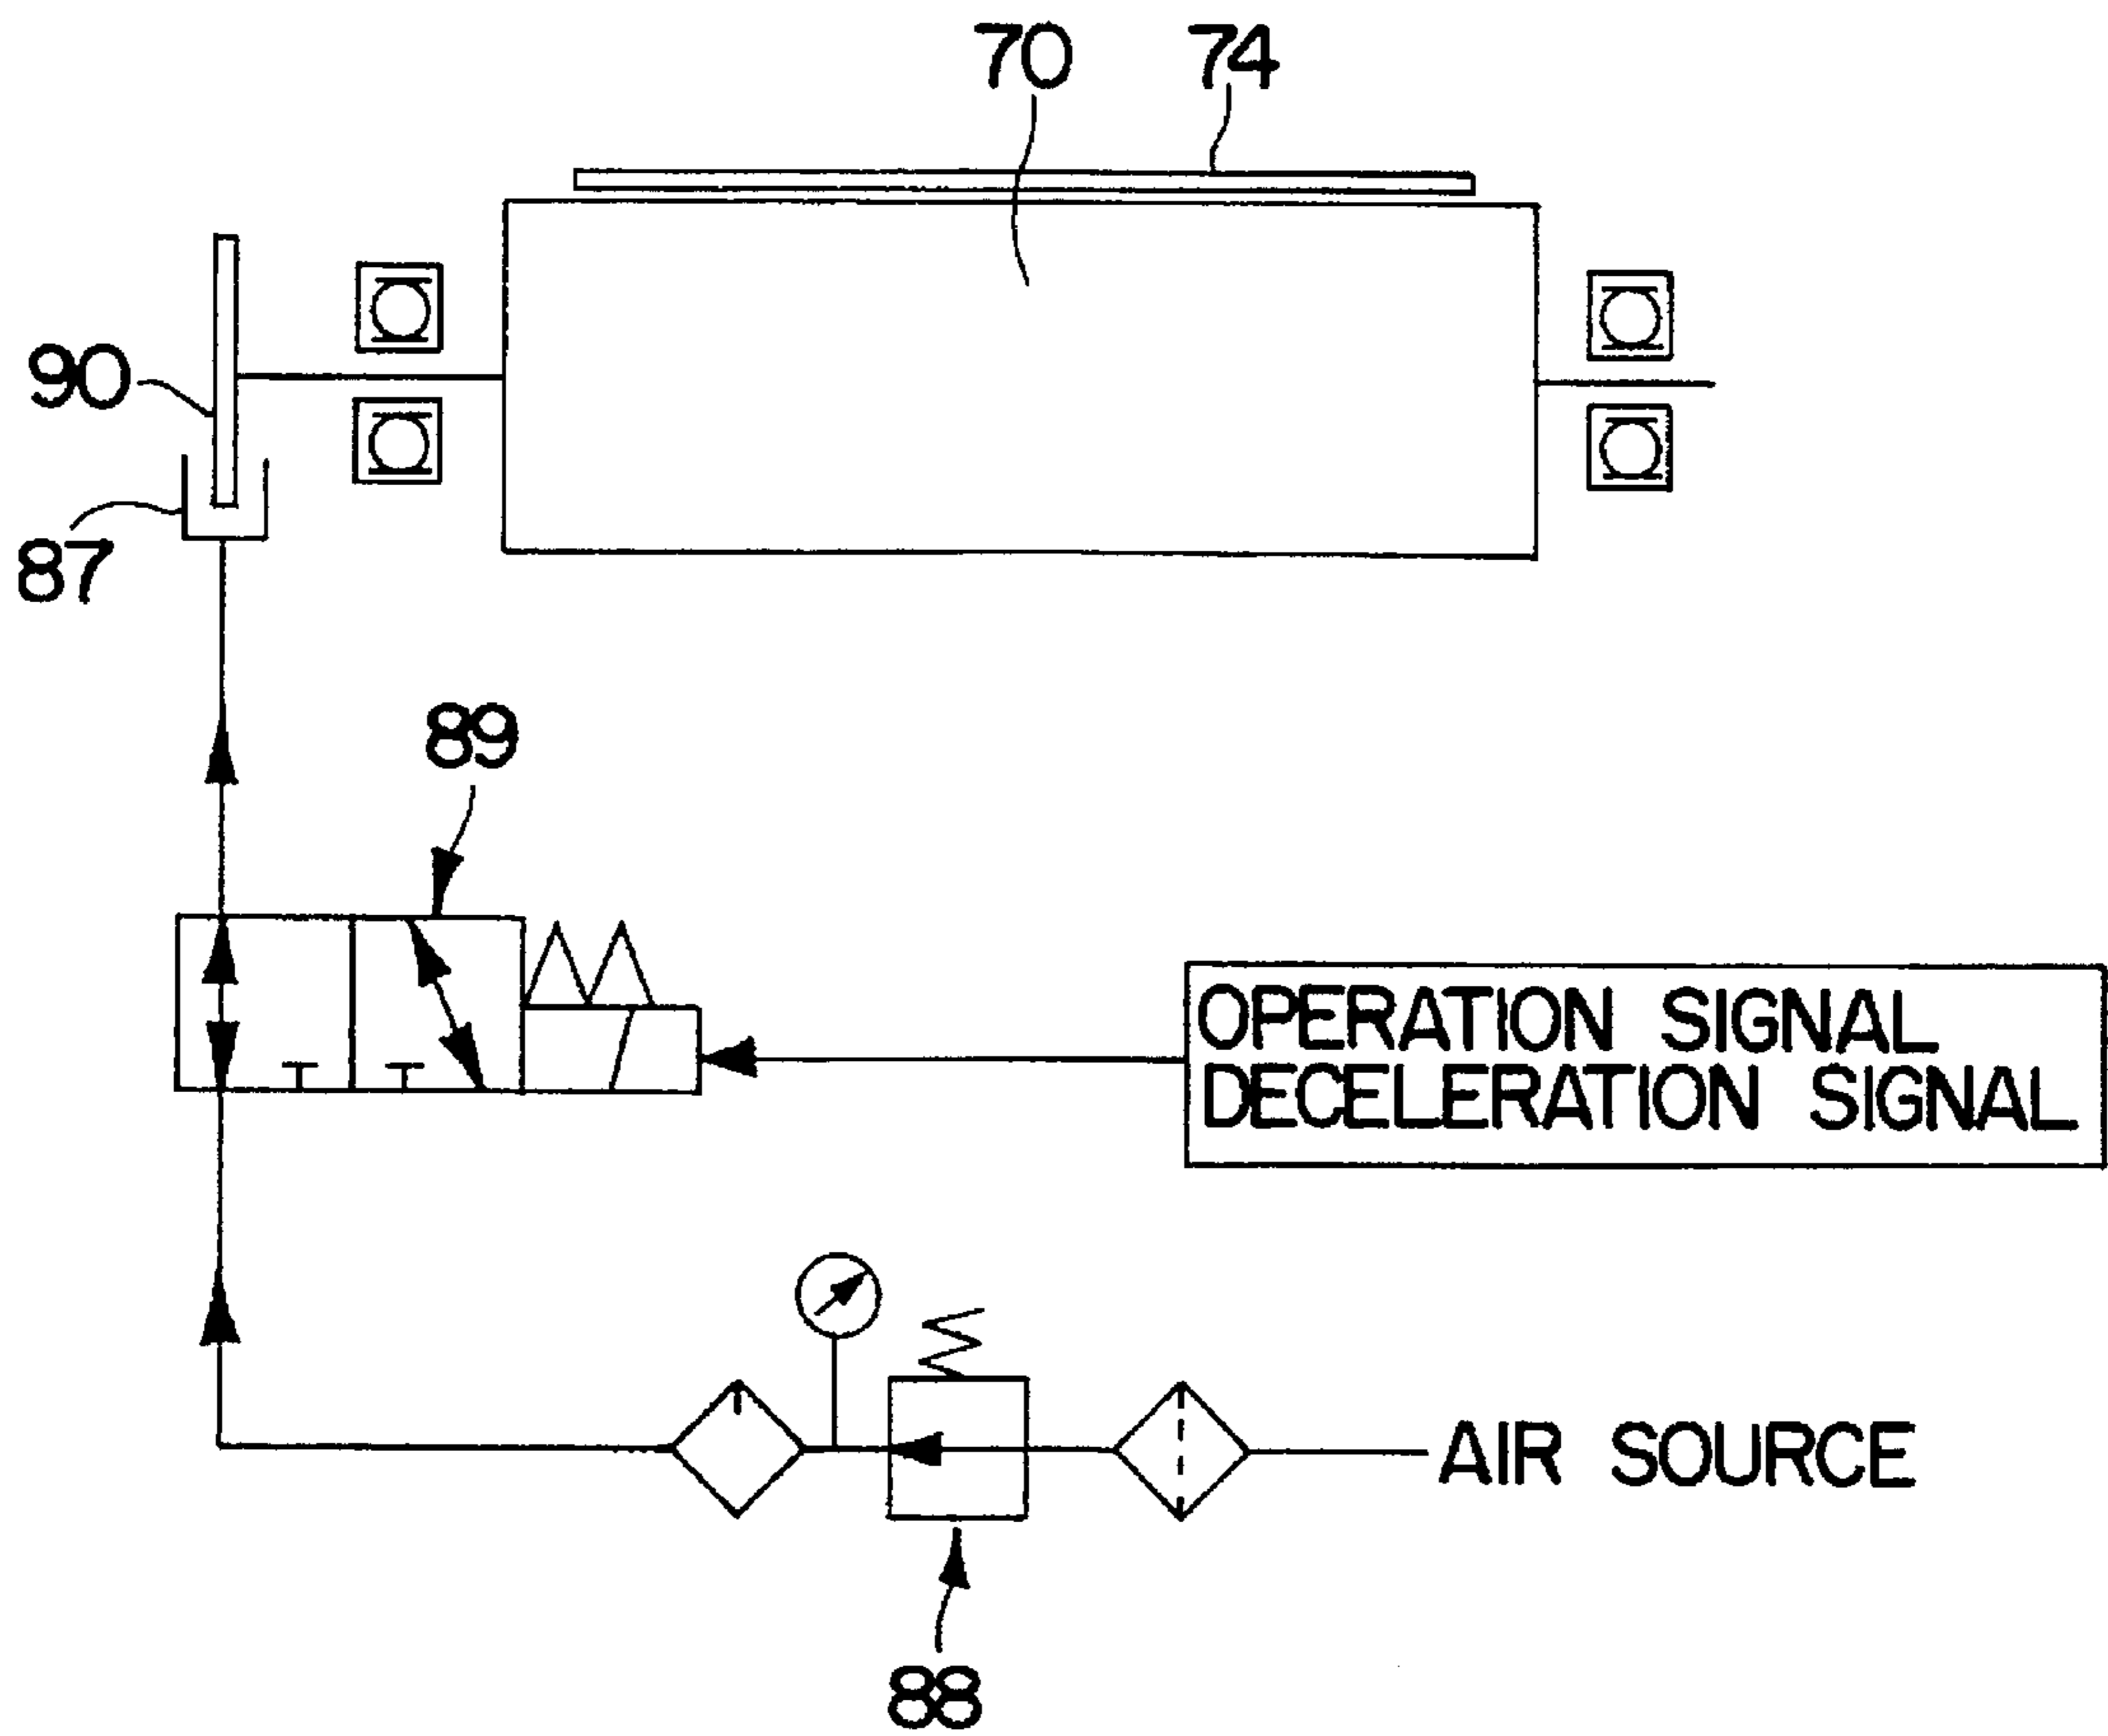 70 74
90
87
89
OPERATION SIGNAL
DECELERATION SIGNAL
AIR SOURCE
88